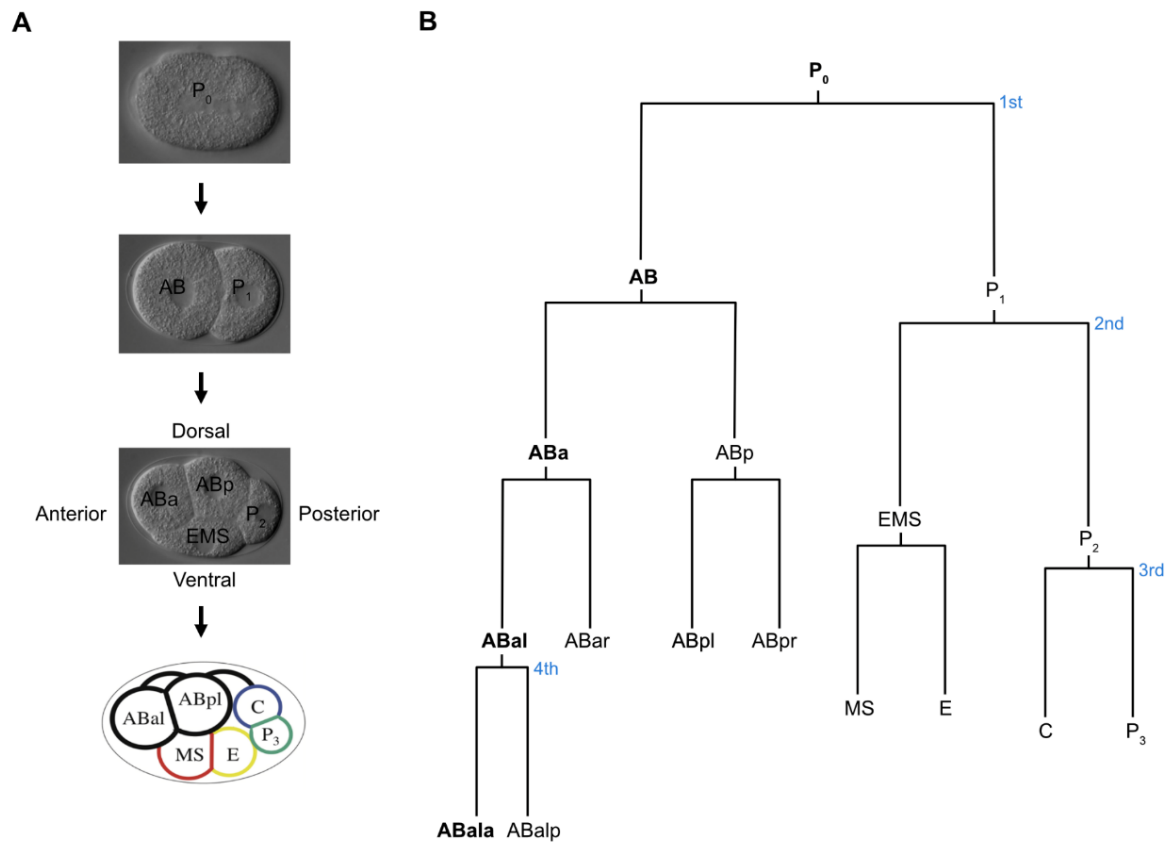 A
P₀
AB P₁
Dorsal
ABa ABp P₂
EMS
Anterior Posterior
Ventral
ABal ABpl C
MS E P₃
B
P₀
1st
AB P₁
2nd
ABa ABp
EMS P₂
3rd
ABal ABar ABpl ABpr
4th
MS E C P₃
ABala ABalp